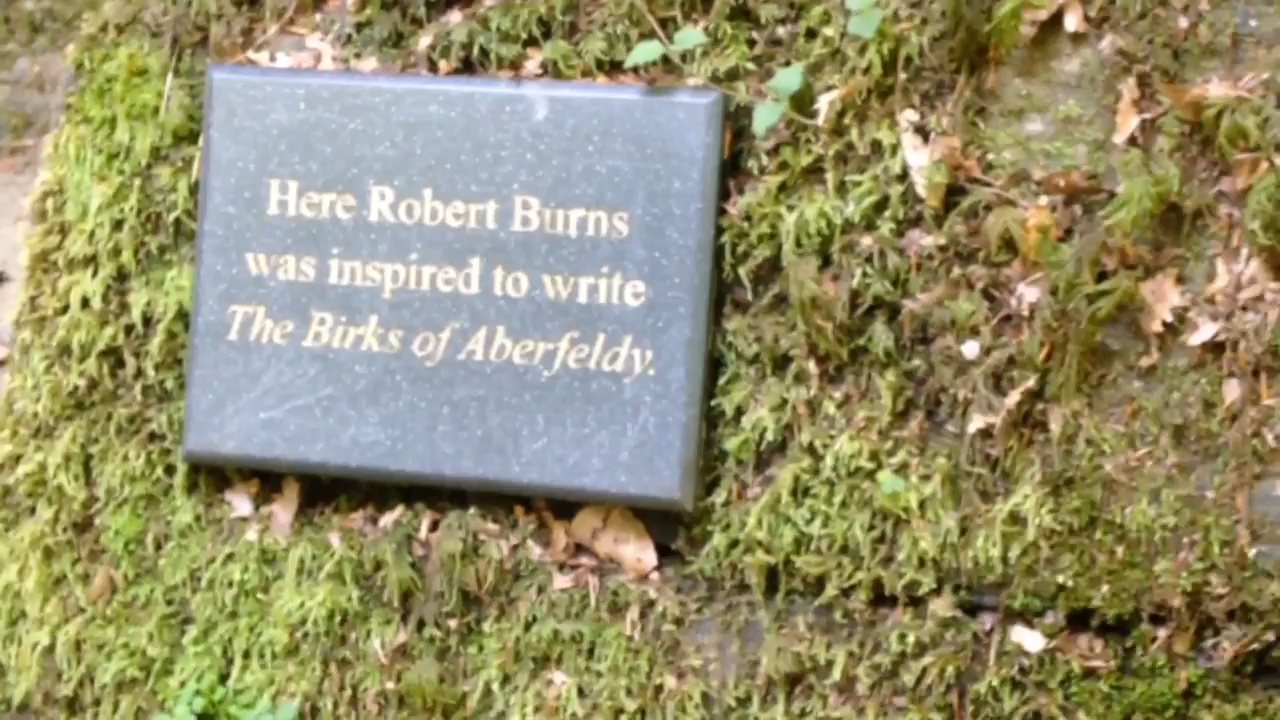 Here Robert Burns
was inspired to write
The Birks of Aberfeldy.